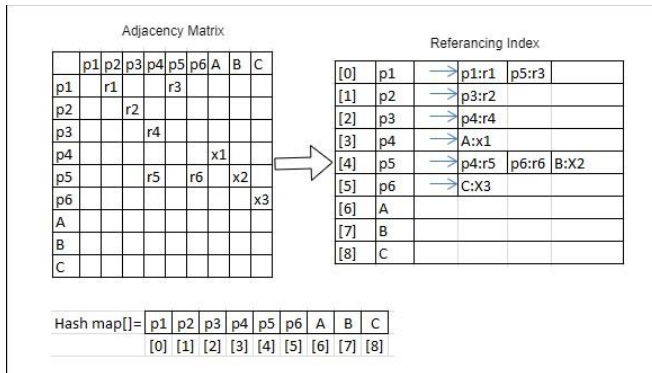 Adjacency Matrix
p1 p2 p3 p4 p5 p6 A B C
p1 r1 r3
p2 r2
p3 r4
p4 x1
p5 r5 r6 x2
p6 x3
A
B
C
Referancing Index
[0] p1 p1:r1 p5:r3
[1] p2 p3:r2
[2] p3 p4:r4
[3] p4 A:x1
[4] p5 p4:r5 p6:r6 B:X2
[5] p6 C:X3
[6] A
[7] B
[8] C
Hash map[]= p1 p2 p3 p4 p5 p6 A B C
[0] [1] [2] [3] [4] [5] [6] [7] [8]